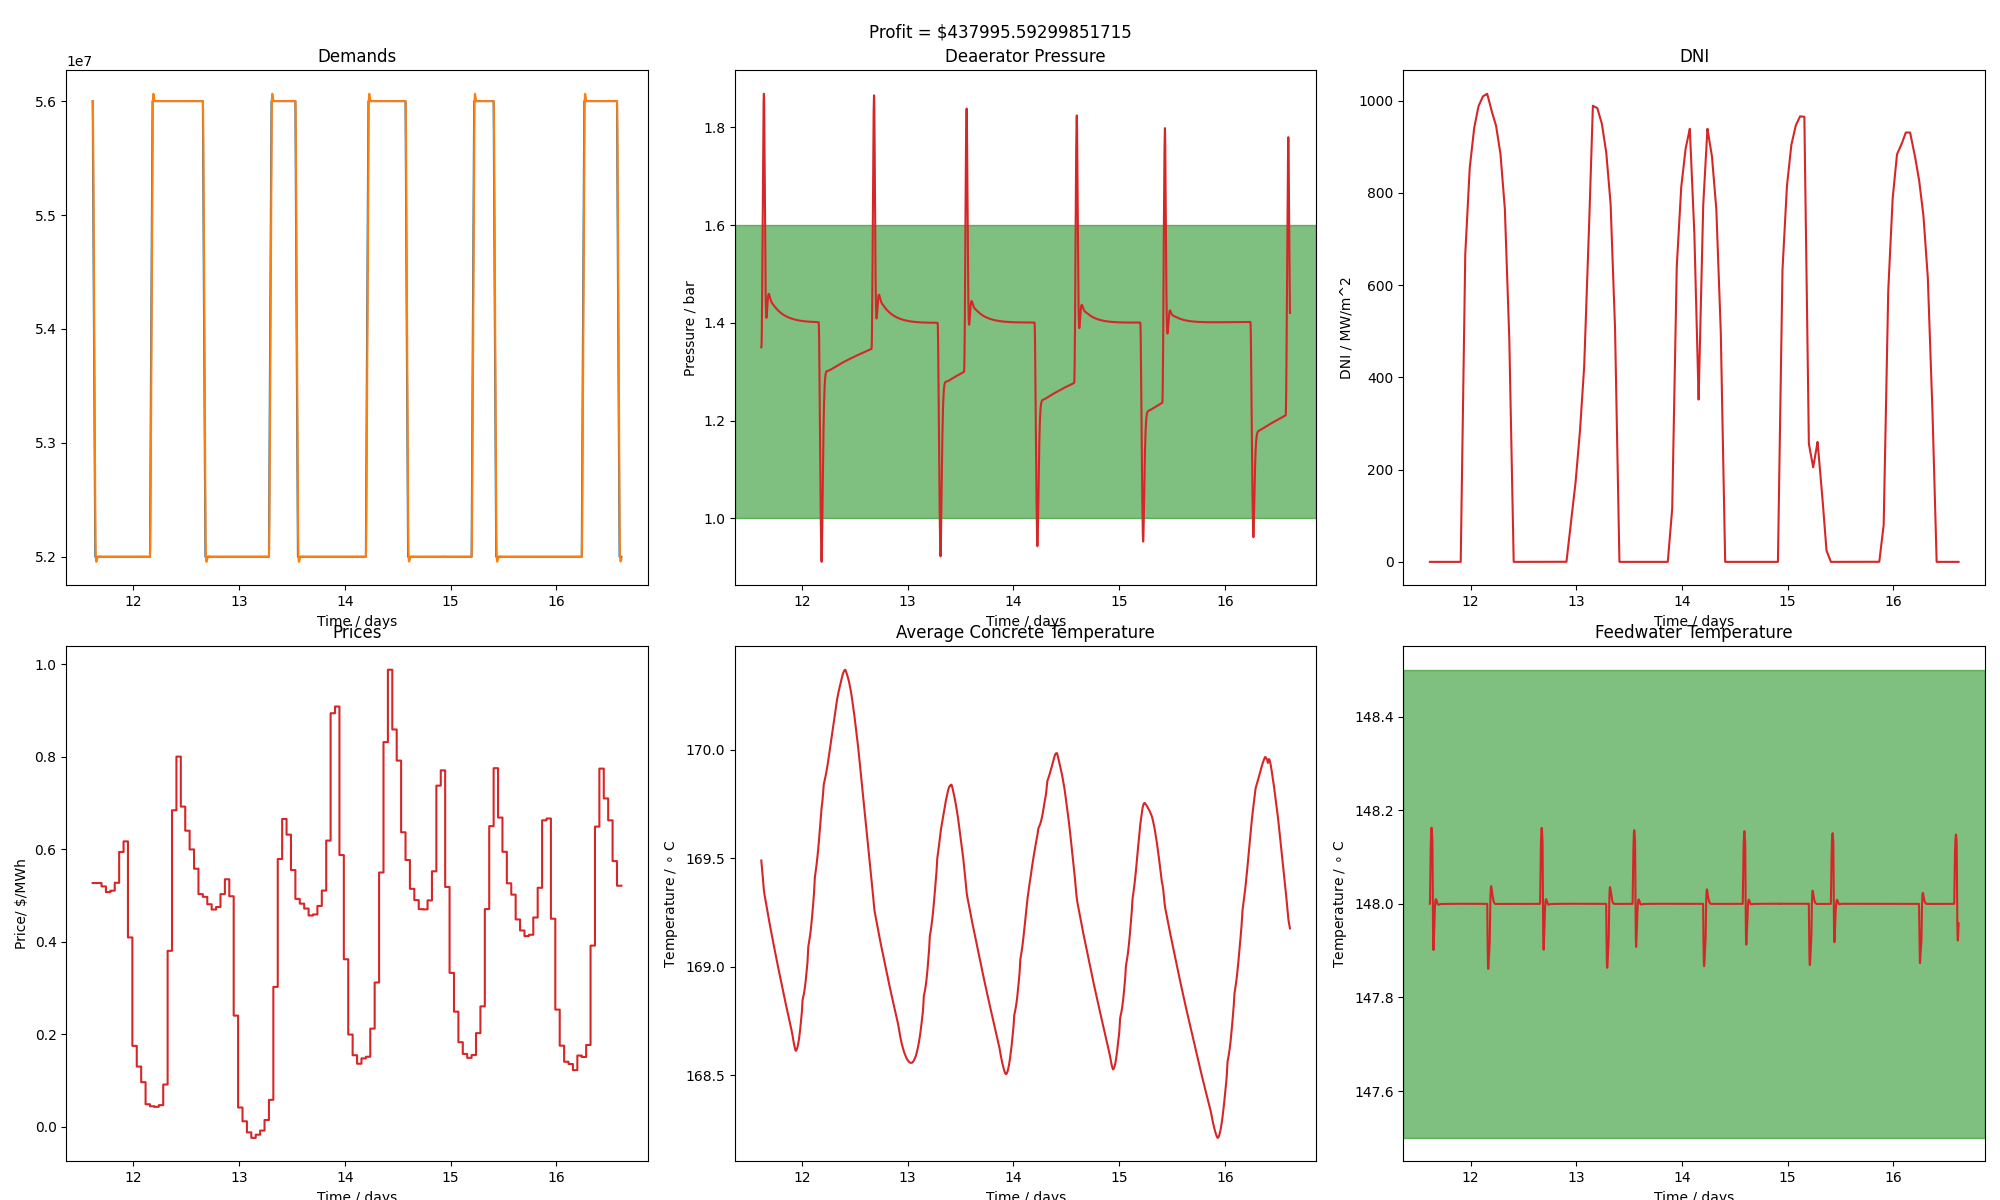 Profit = $437995.59299851715
Demands
1e7
5.6
5.5
5.4
5.3
5.2
12 13 14 15 16
Time / days
Deaerator Pressure
Pressure / bar
1.8
1.6
1.4
1.2
1.0
12 13 14 15 16
Time / days
DNI
DNI / MW/m^2
1000
800
600
400
200
0
12 13 14 15 16
Time / days
Prices
Price/ $/MWh
1.0
0.8
0.6
0.4
0.2
0.0
12 13 14 15 16
Time / days
Average Concrete Temperature
Temperature / ∘ C
170.0
169.5
169.0
168.5
12 13 14 15 16
Time / days
Feedwater Temperature
Temperature / ∘ C
148.4
148.2
148.0
147.8
147.6
12 13 14 15 16
Time / days